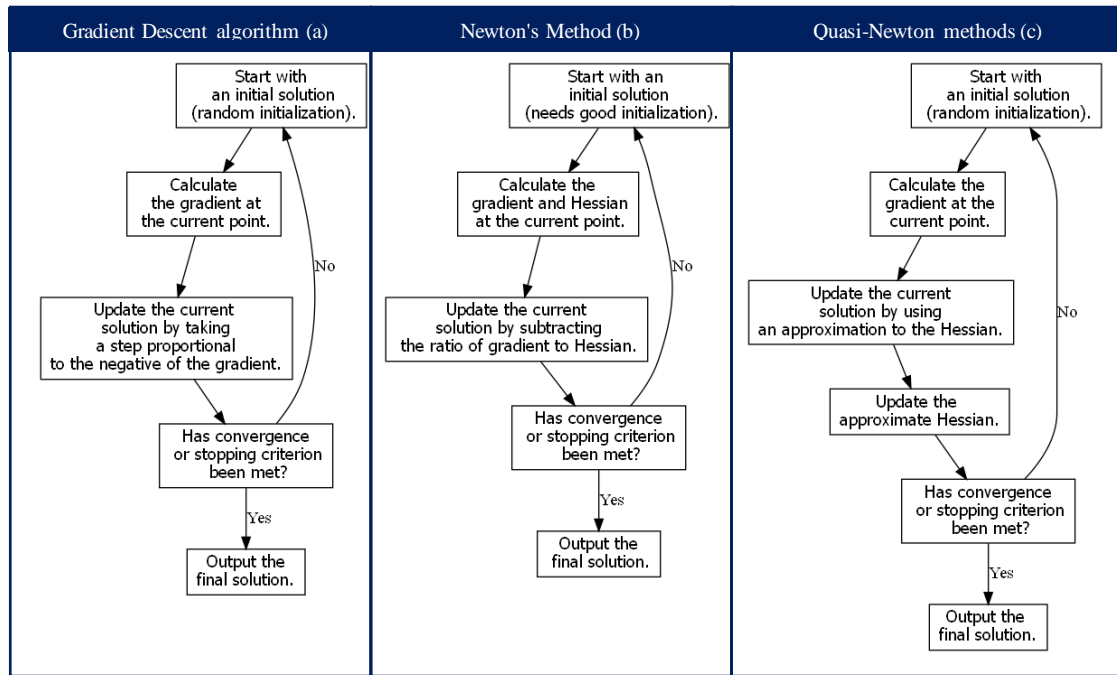 Gradient Descent algorithm (a)
Start with
an initial solution
(random initialization).
Calculate
the gradient at
the current point.
No
Update the current
solution by taking
a step proportional
to the negative of the gradient.
Has convergence
or stopping criterion
been met?
Yes
Output the
final solution.
Newton's Method (b)
Start with an
initial solution
(needs good initialization).
Calculate the
gradient and Hessian
at the current point.
No
Update the current
solution by subtracting
the ratio of gradient to Hessian.
Has convergence
or stopping criterion
been met?
Yes
Output the
final solution.
Quasi-Newton methods (c)
Start with
an initial solution
(random initialization).
Calculate the
gradient at the
current point.
Update the current
solution by using
an approximation to the Hessian.
No
Update the
approximate Hessian.
Has convergence
or stopping criterion
been met?
Yes
Output the
final solution.